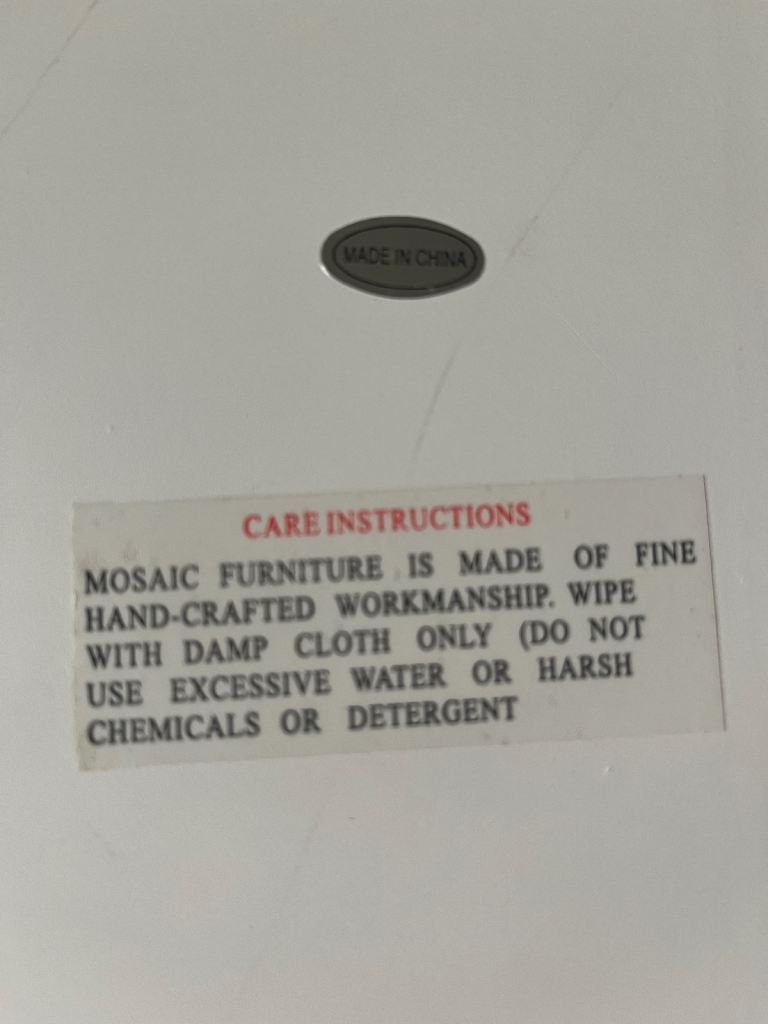 MADE IN CHINA
CARE INSTRUCTIONS
MOSAIC FURNITURE IS MADE OF FINE
HAND-CRAFTED WORKMANSHIP. WIPE
WITH DAMP CLOTH ONLY (DO NOT
USE EXCESSIVE WATER OR HARSH
CHEMICALS OR DETERGENT